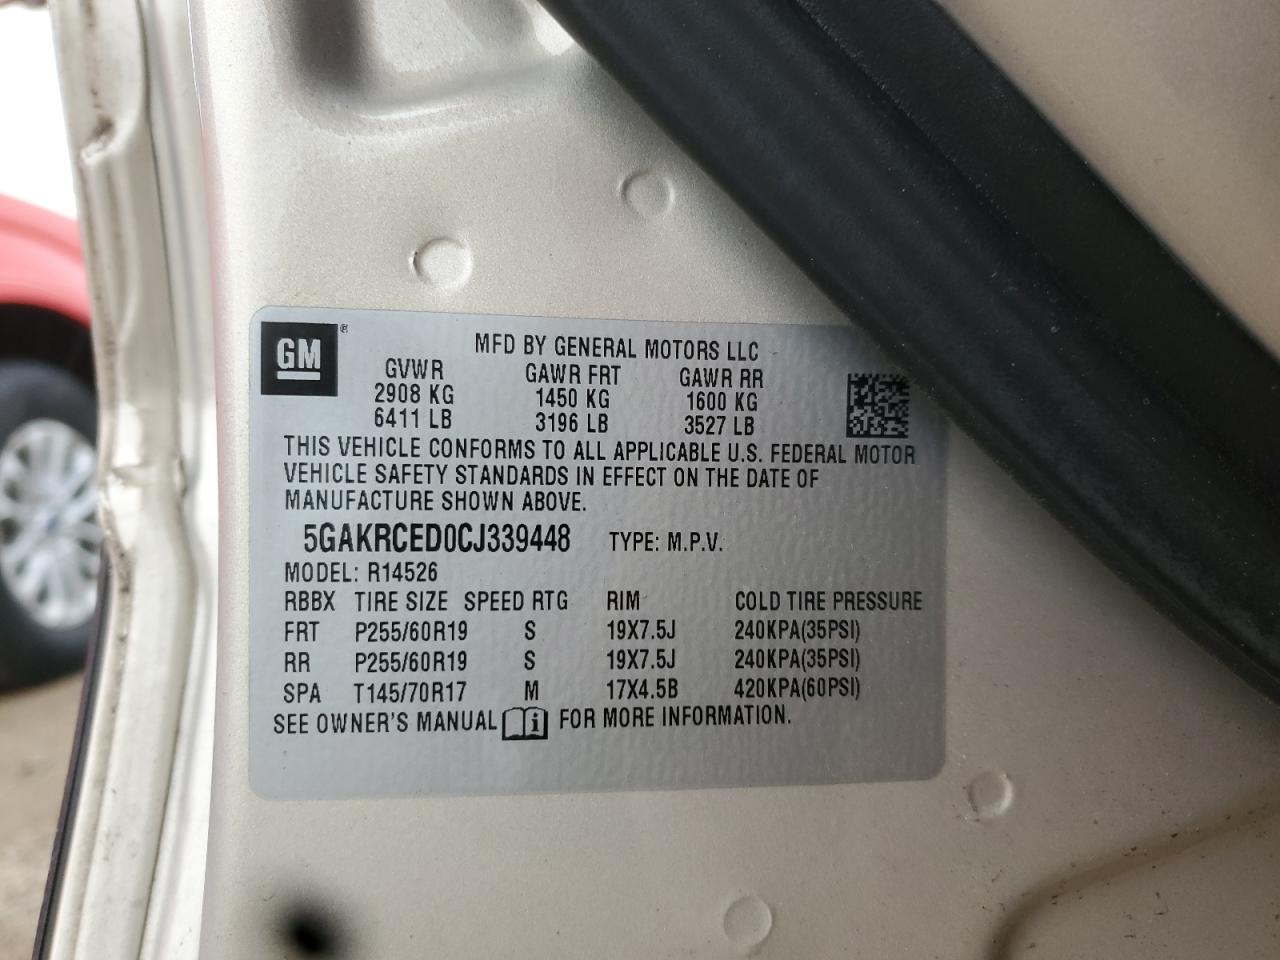 GM ®
MFD BY GENERAL MOTORS LLC
GVWR GAWR FRT GAWR RR
2908 KG 1450 KG 1600 KG
6411 LB 3196 LB 3527 LB
THIS VEHICLE CONFORMS TO ALL APPLICABLE U.S. FEDERAL MOTOR
VEHICLE SAFETY STANDARDS IN EFFECT ON THE DATE OF
MANUFACTURE SHOWN ABOVE.
5GAKRCED0CJ339448 TYPE: M.P.V.
MODEL: R14526
RBBX TIRE SIZE SPEED RTG RIM COLD TIRE PRESSURE
FRT P255/60R19 S 19X7.5J 240KPA(35PSI)
RR P255/60R19 S 19X7.5J 240KPA(35PSI)
SPA T145/70R17 M 17X4.5B 420KPA(60PSI)
SEE OWNER'S MANUAL i FOR MORE INFORMATION.